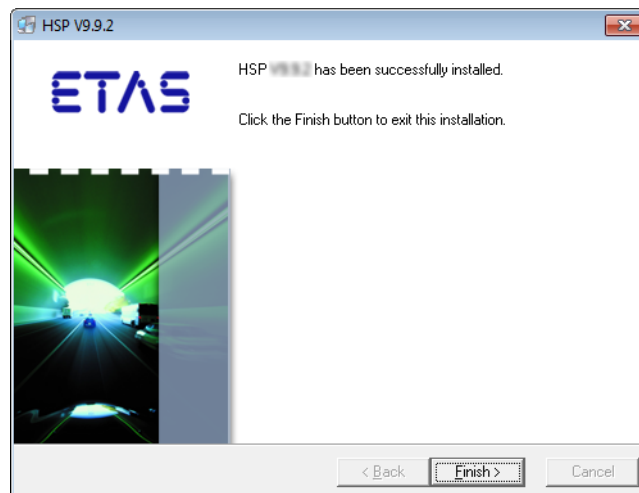 HSP V9.9.2
ETAS
HSP has been successfully installed.
Click the Finish button to exit this installation.
< Back
Finish >
Cancel